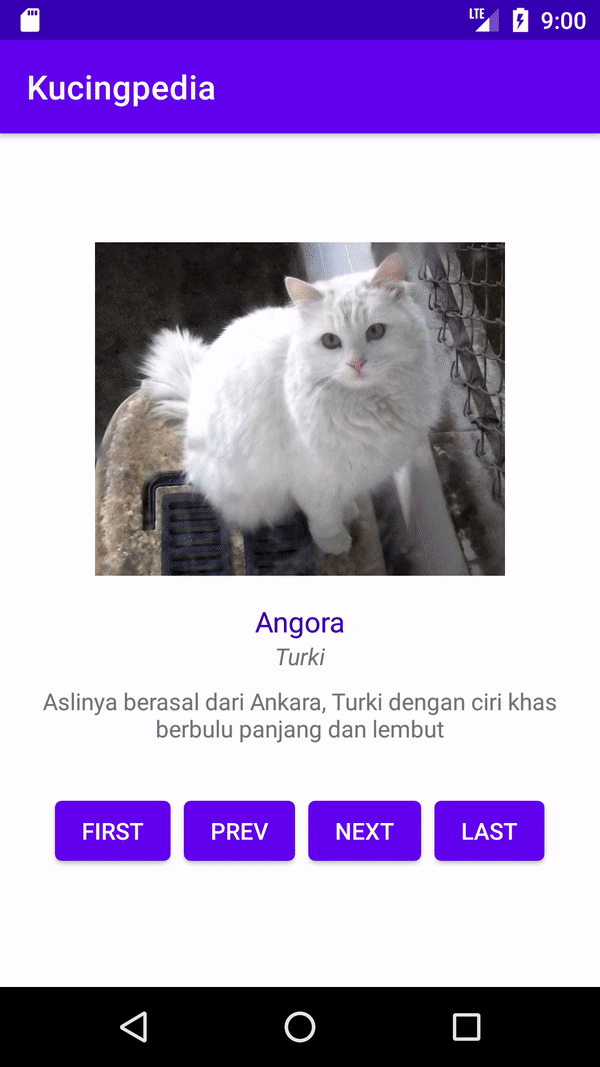 LTE 9:00
Kucingpedia
Angora
Turki
Aslinya berasal dari Ankara, Turki dengan ciri khas
berbulu panjang dan lembut
FIRST PREV NEXT LAST